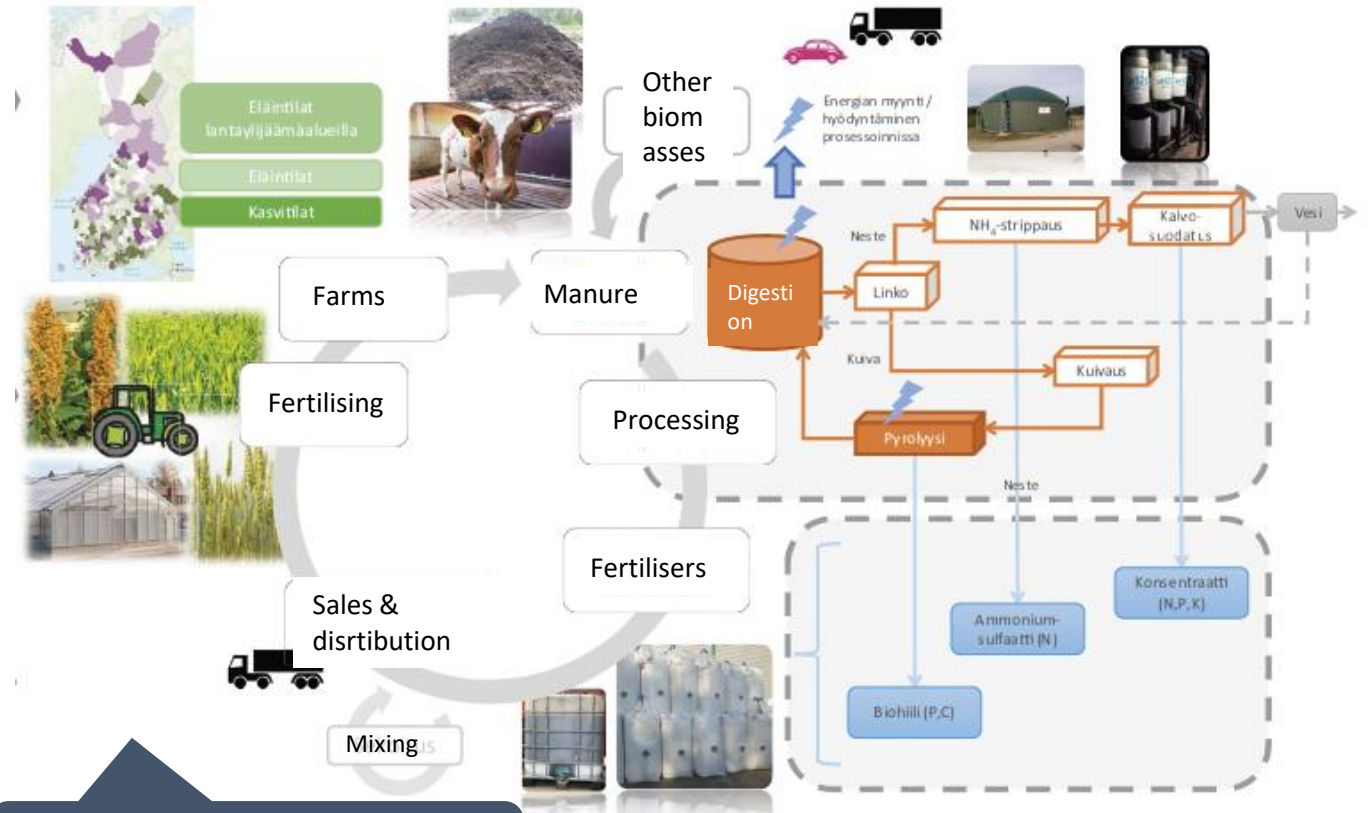 Eläintilat
lantaylijäämäalueilla
Eläintilat
Kasvitilat
Other
biom
asses
Energian myynti/
hyödyntäminen
prosessoinnissa
Farms
Manure
Digesti
on
Neste
Linko
NH₄-strippaus
Kalvo-
suodatus
Vesi
Kuiva
Kuivaus
Pyrolyysi
Neste
Fertilising
Processing
Fertilisers
Sales &
disrtibution
Mixing
Konsentraatti
(N,P,K)
Ammonium-
sulfaatti (N)
Biohiili (P,C)